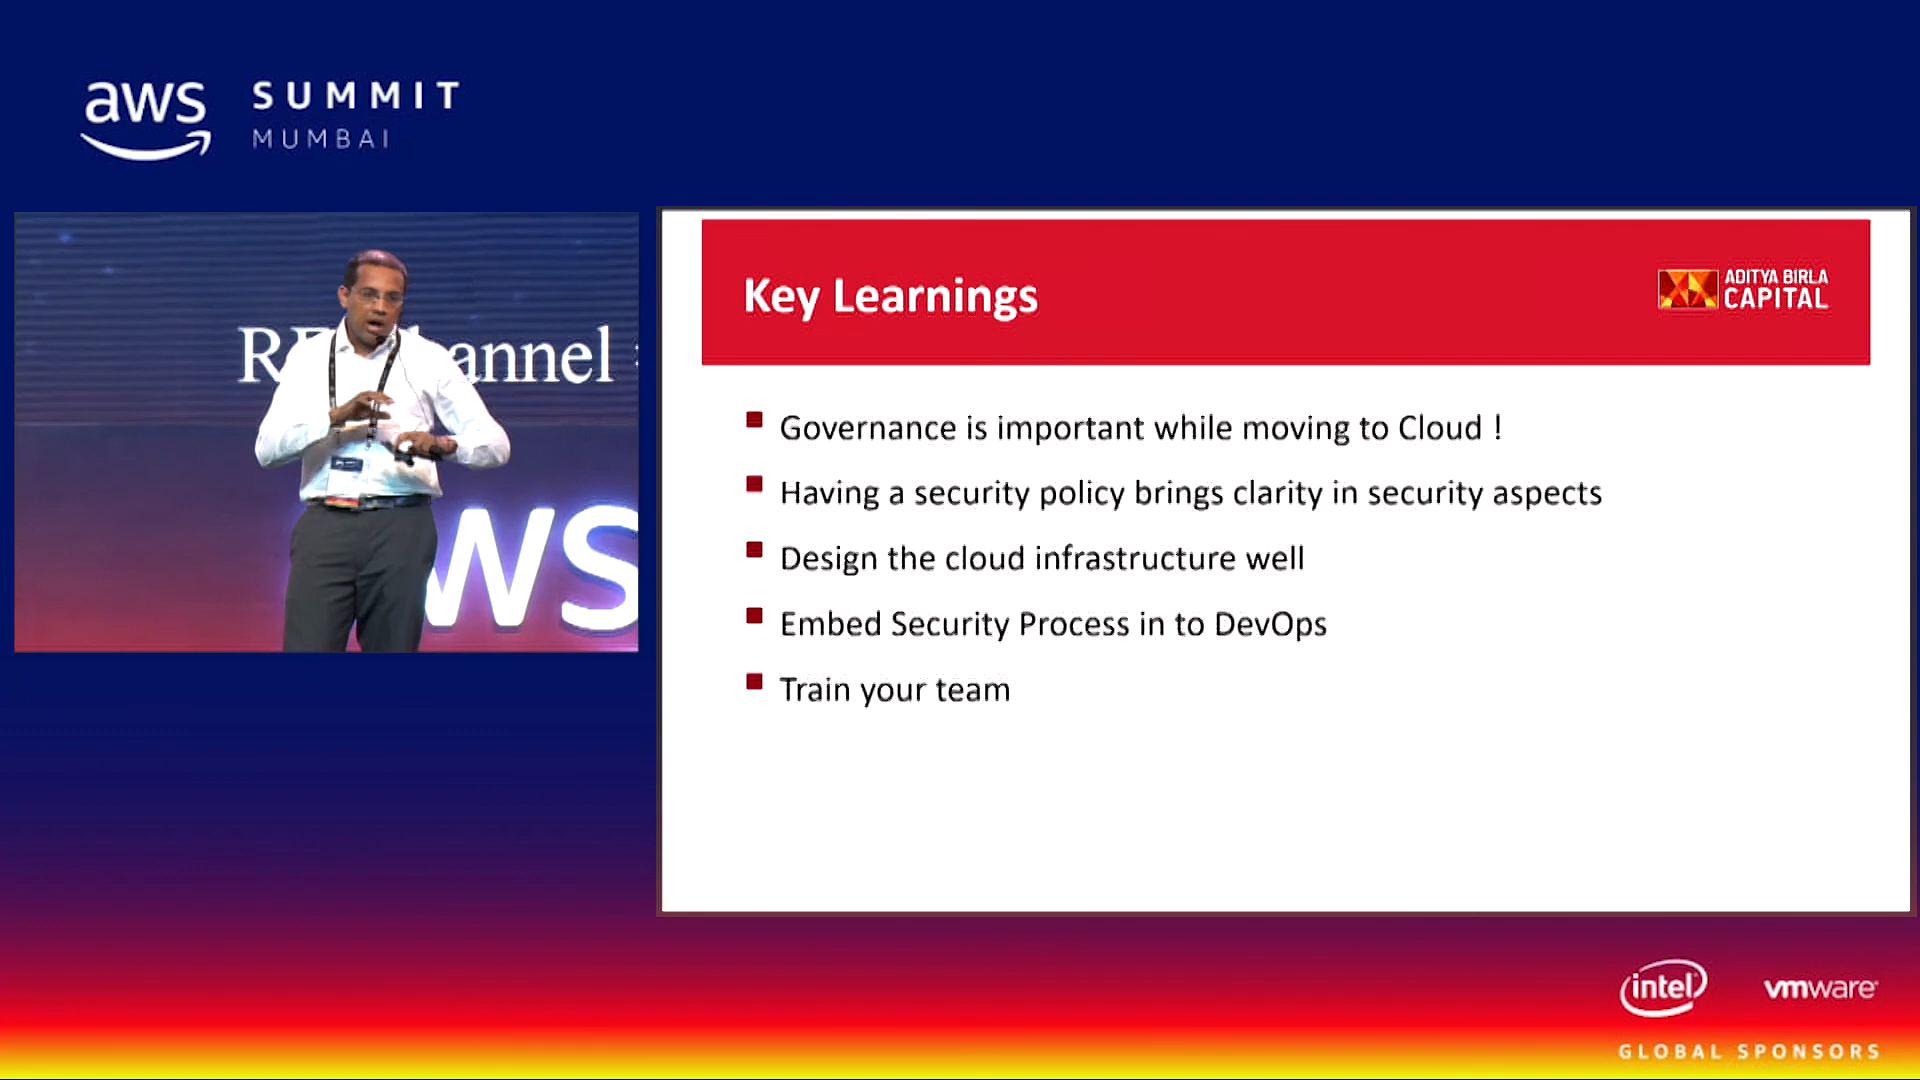 aws
SUMMIT
MUMBAI
annel
WS
Key Learnings
ADITYA BIRLA
CAPITAL
Governance is important while moving to Cloud !
Having a security policy brings clarity in security aspects
Design the cloud infrastructure well
Embed Security Process in to DevOps
Train your team
intel
vmware
GLOBAL SPONSORS